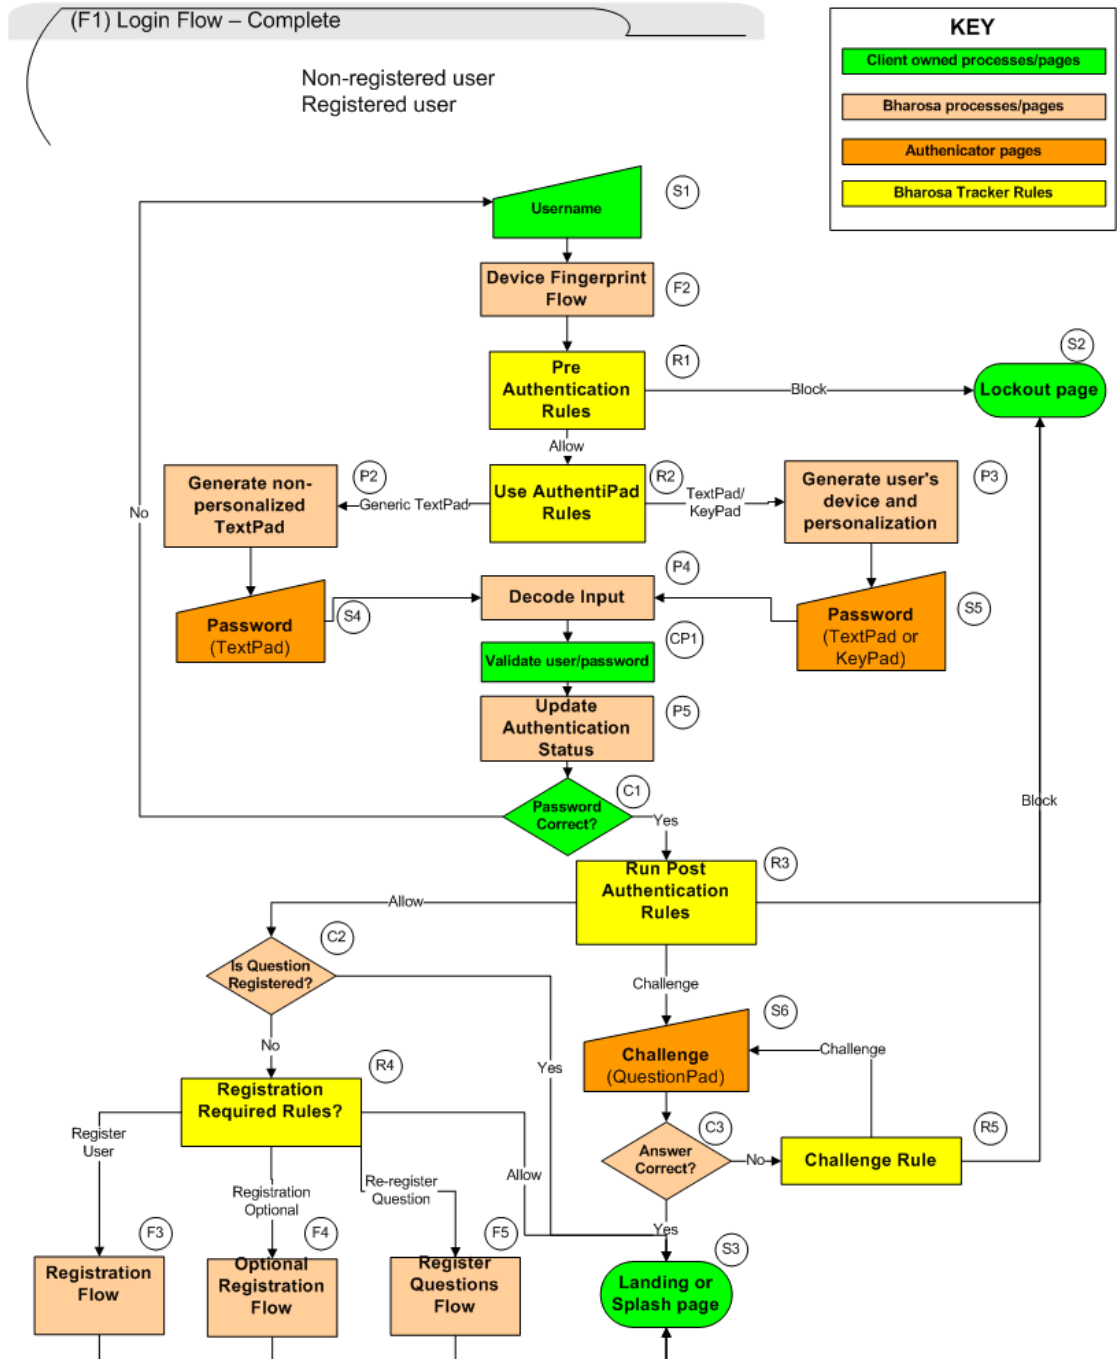 (F1) Login Flow – Complete
Non-registered user
Registered user
KEY
Client owned processes/pages
Bharosa processes/pages
Authenicator pages
Bharosa Tracker Rules
Username
S1
Device Fingerprint
Flow
F2
Pre
Authentication
Rules
R1
Block
S2
Lockout page
Allow
Generate non-
personalized
TextPad
P2
Generic TextPad
Use AuthentiPad
Rules
R2
TextPad/
KeyPad
Generate user's
device and
personalization
P3
No
Password
(TextPad)
S4
Decode Input
P4
Password
(TextPad or
KeyPad)
S5
Validate user/password
CP1
Update
Authentication
Status
P5
Password
Correct?
C1
Yes
Block
Run Post
Authentication
Rules
R3
Allow
Is Question
Registered?
C2
Challenge
No
Yes
Challenge
(QuestionPad)
S6
Challenge
Registration
Required Rules?
R4
Answer
Correct?
C3
No
Challenge Rule
R5
Register
User
Registration
Optional
Re-register
Question
Allow
Yes
Registration
Flow
F3
Optional
Registration
Flow
F4
Register
Questions
Flow
F5
Landing or
Splash page
S3